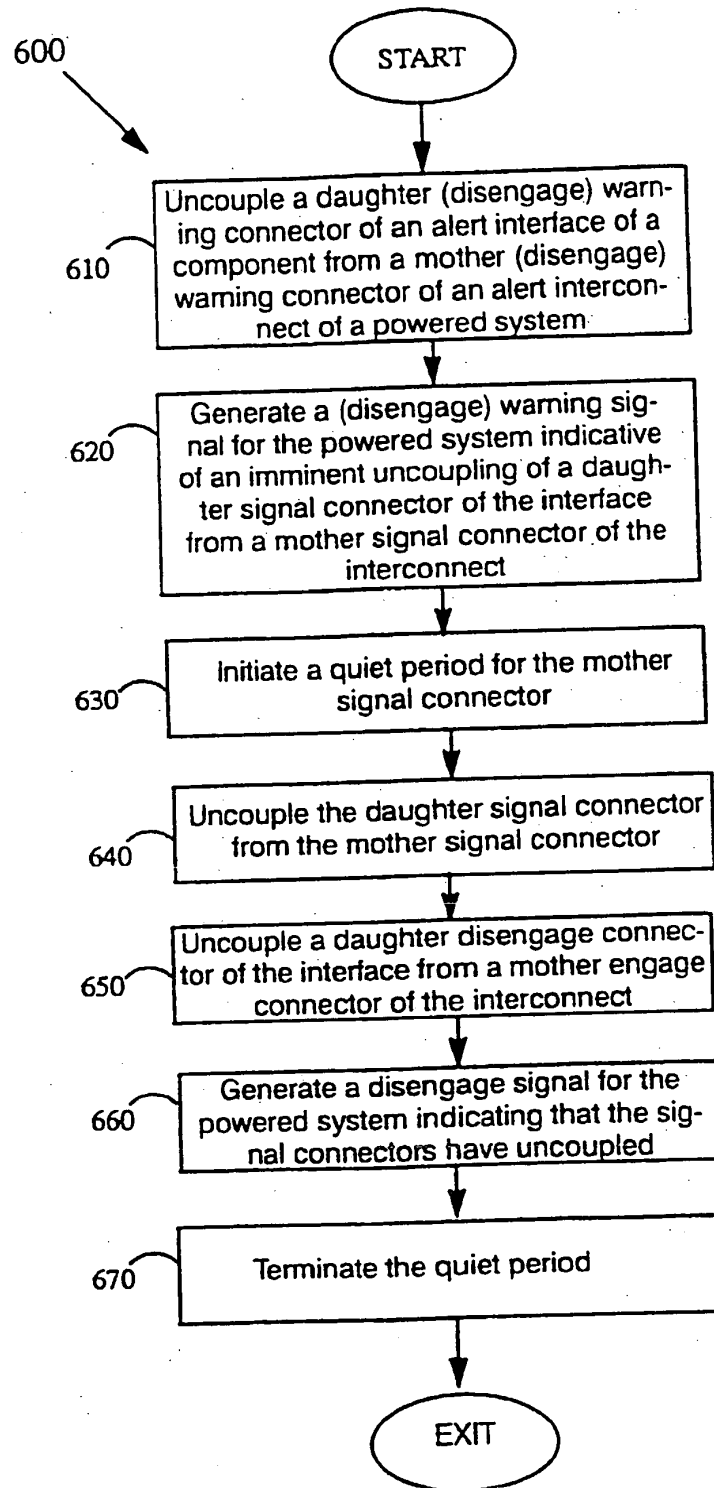 600
START
610
Uncouple a daughter (disengage) warn-
ing connector of an alert interface of a
component from a mother (disengage)
warning connector of an alert intercon-
nect of a powered system
620
Generate a (disengage) warning sig-
nal for the powered system indicative
of an imminent uncoupling of a daugh-
ter signal connector of the interface
from a mother signal connector of the
interconnect
630
Initiate a quiet period for the mother
signal connector
640
Uncouple the daughter signal connector
from the mother signal connector
650
Uncouple a daughter disengage connec-
tor of the interface from a mother engage
connector of the interconnect
660
Generate a disengage signal for the
powered system indicating that the sig-
nal connectors have uncoupled
670
Terminate the quiet period
EXIT